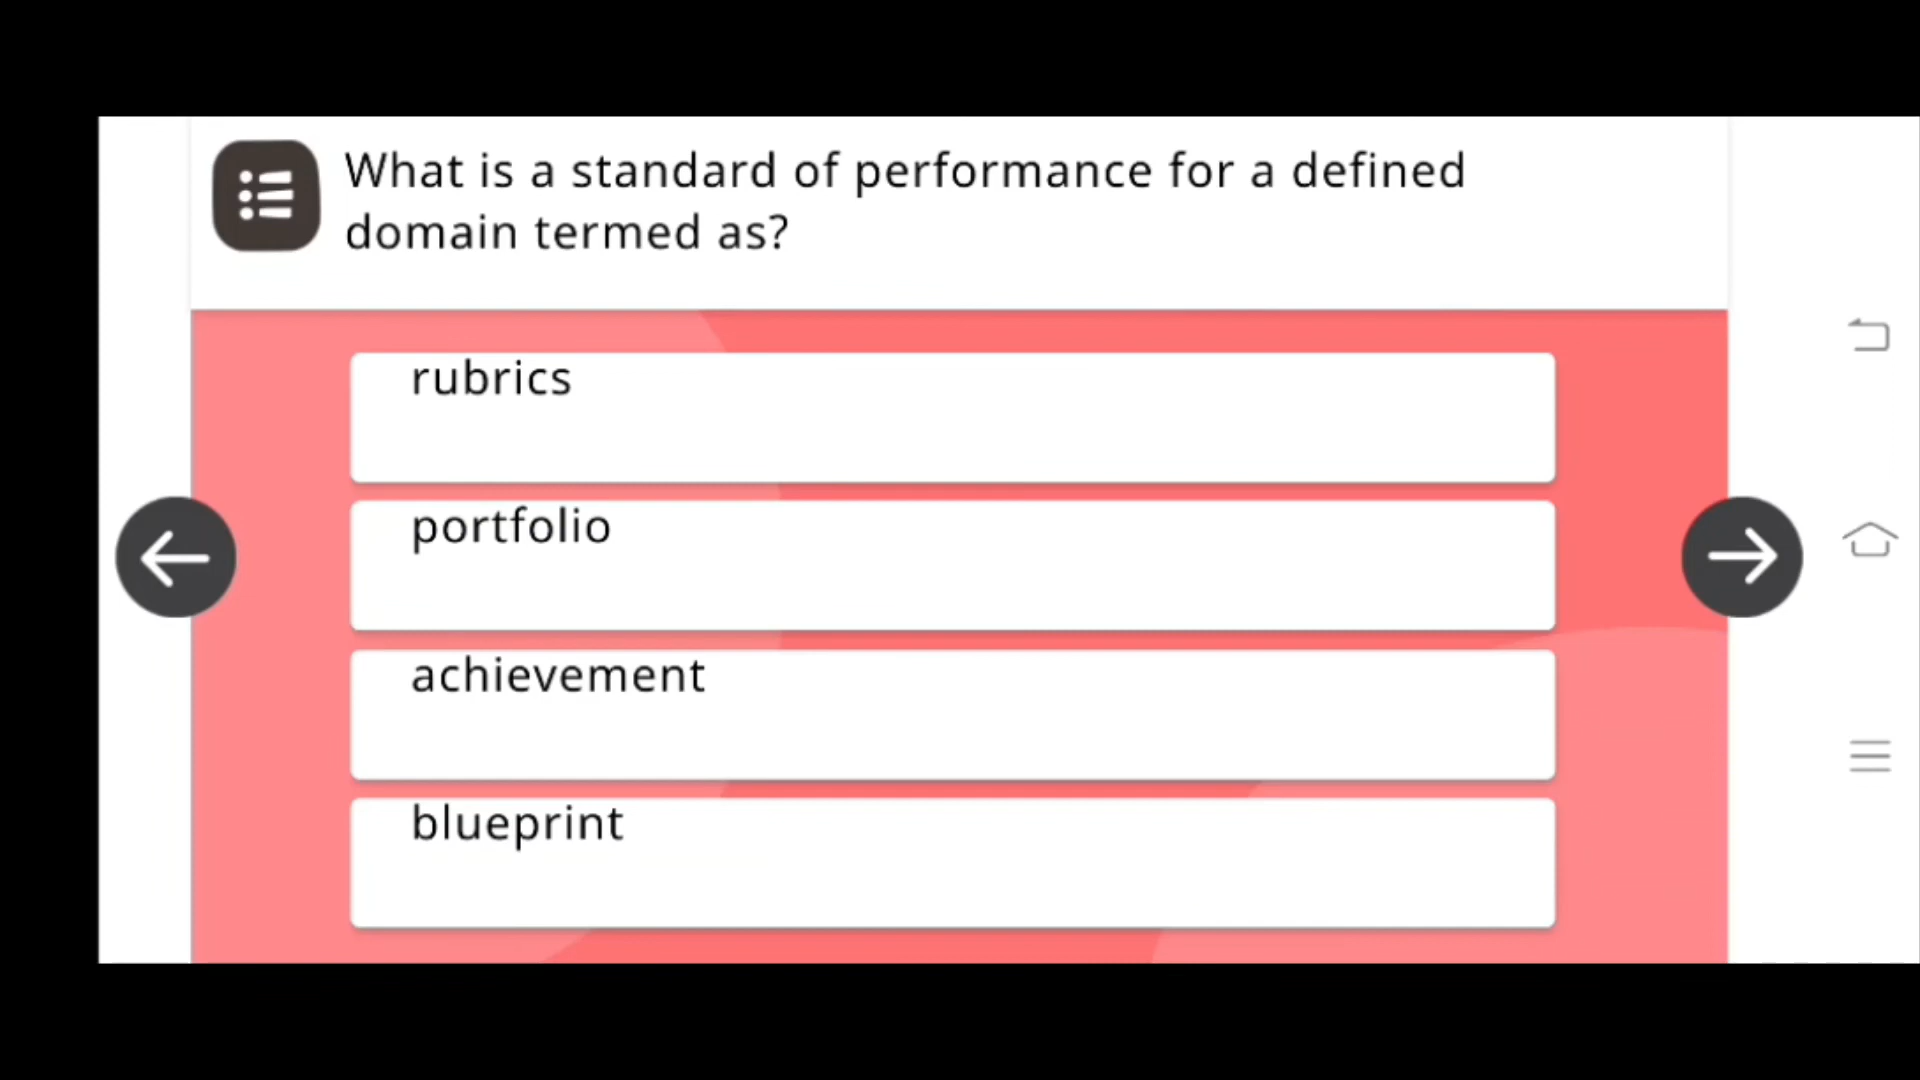 What is a standard of performance for a defined
domain termed as?
rubrics
portfolio
achievement
blueprint